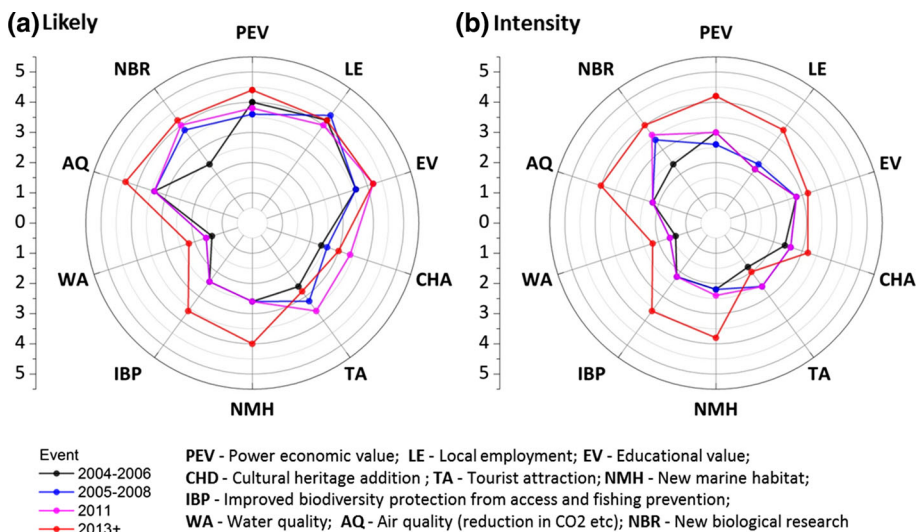 (a) Likely
(b) Intensity
PEV
LE
EV
CHA
TA
NMH
IBP
WA
AQ
NBR
5
4
3
2
1
0
1
2
3
4
5
PEV
LE
EV
CHA
TA
NMH
IBP
WA
AQ
NBR
5
4
3
2
1
0
1
2
3
4
5
Event
2004-2006
2005-2008
2011
2013+
PEV - Power economic value; LE - Local employment; EV - Educational value;
CHD - Cultural heritage addition ; TA - Tourist attraction; NMH - New marine habitat;
IBP - Improved biodiversity protection from access and fishing prevention;
WA - Water quality; AQ - Air quality (reduction in CO2 etc); NBR - New biological research